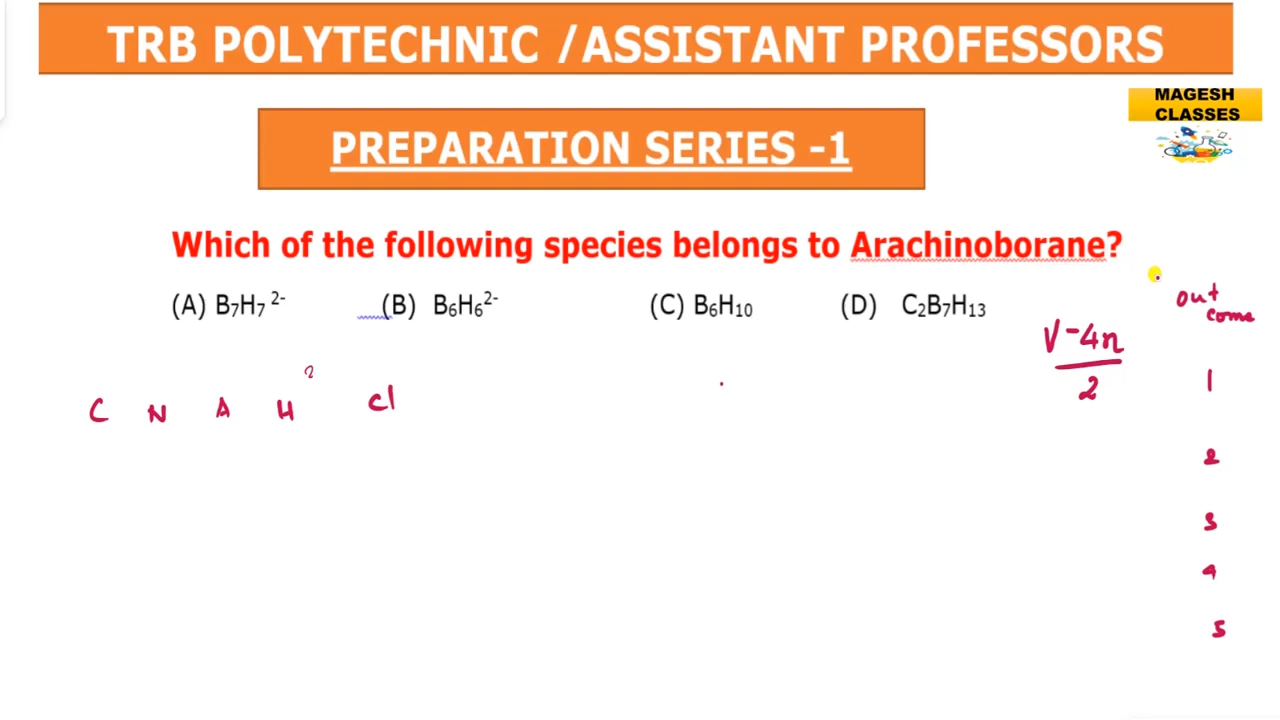 TRB POLYTECHNIC /ASSISTANT PROFESSORS
MAGESH
CLASSES
PREPARATION SERIES -1
Which of the following species belongs to Arachinoborane?
(A) B₇H₇ ²⁻ (B) B₆H₆²⁻ (C) B₆H₁₀ (D) C₂B₇H₁₃
out
come
V-4n
2
C N A H ² cl
1
2
3
4
5